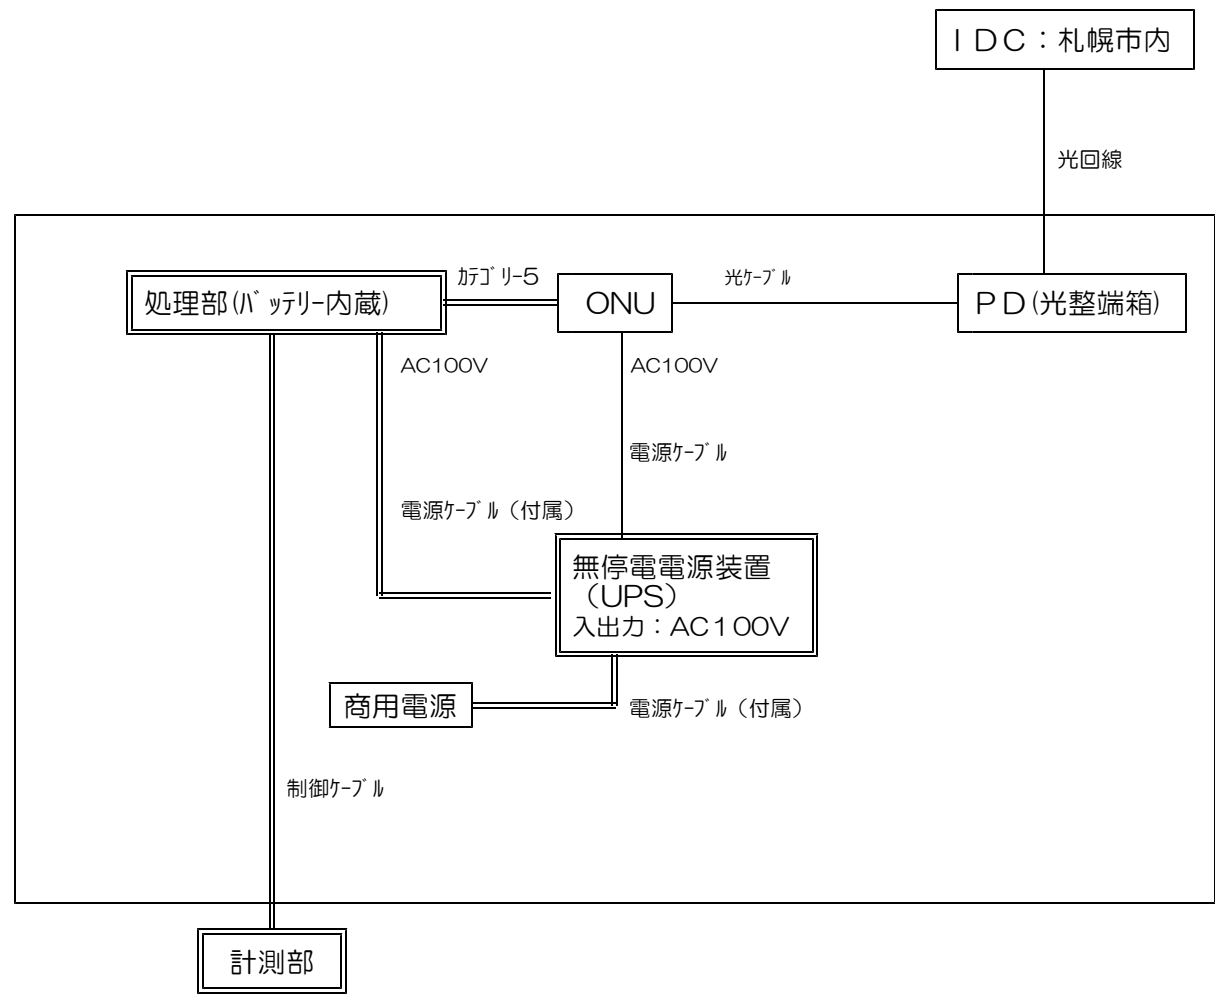 ＩＤＣ：札幌市内
光回線
ｶﾃｺﾞﾘｰ5
光ｹｰﾌﾞﾙ
処理部(ﾊﾞｯﾃﾘｰ内蔵)
ONU
ＰＤ(光整端箱)
AC100V
AC100V
電源ｹｰﾌﾞﾙ
電源ｹｰﾌﾞﾙ（付属）
無停電電源装置
（UPS）
入出力：AC１00V
商用電源
電源ｹｰﾌﾞﾙ（付属）
制御ｹｰﾌﾞﾙ
計測部